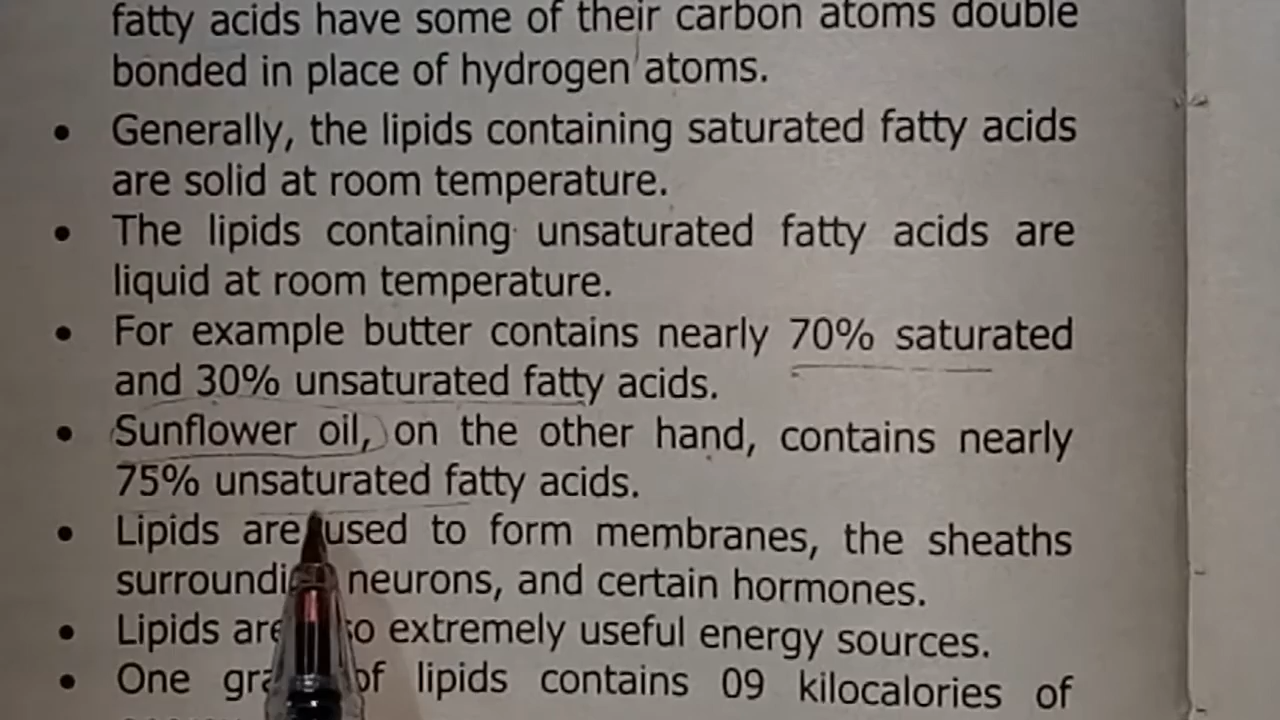 fatty acids have some of their carbon atoms double
bonded in place of hydrogen atoms.
• Generally, the lipids containing saturated fatty acids
are solid at room temperature.
• The lipids containing unsaturated fatty acids are
liquid at room temperature.
• For example butter contains nearly 70% saturated
and 30% unsaturated fatty acids.
• Sunflower oil, on the other hand, contains nearly
75% unsaturated fatty acids.
• Lipids are used to form membranes, the sheaths
neurons, and certain hormones.
• Lipids are extremely useful energy sources.
• One of lipids contains 09 kilocalories of